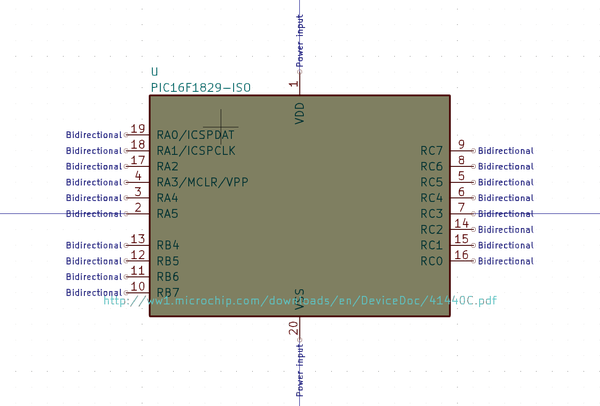 Power input
1
U
PIC16F1829-ISO
VDD
Bidirectional 19 RA0/ICSPDAT
Bidirectional 18 RA1/ICSPCLK RC7 9 Bidirectional
Bidirectional 17 RA2 RC6 8 Bidirectional
Bidirectional 4 RA3/MCLR/VPP RC5 5 Bidirectional
Bidirectional 3 RA4 RC4 6 Bidirectional
Bidirectional 2 RA5 RC3 7 Bidirectional
RC2 14 Bidirectional
Bidirectional 13 RB4 RC1 15 Bidirectional
Bidirectional 12 RB5 RC0 16 Bidirectional
Bidirectional 11 RB6
Bidirectional 10 RB7
VSS
http://ww1.microchip.com/downloads/en/DeviceDoc/41440C.pdf
20
Power input